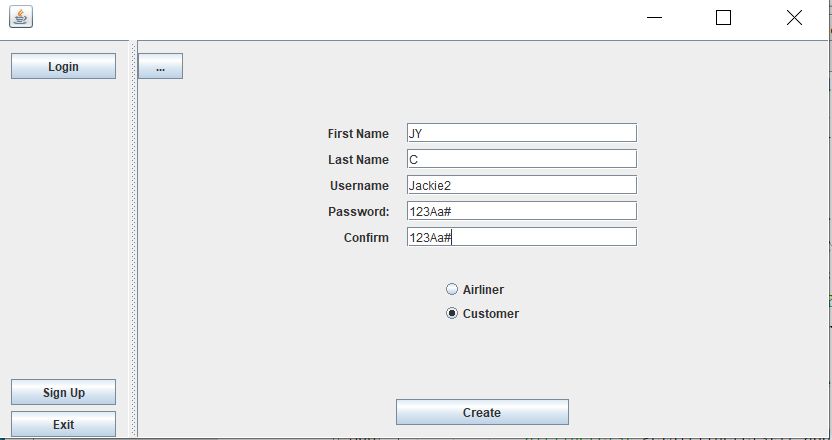 Login
...
First Name JY
Last Name C
Username Jackie2
Password: 123Aa#
Confirm 123Aa#
Airliner
Customer
Sign Up
Create
Exit